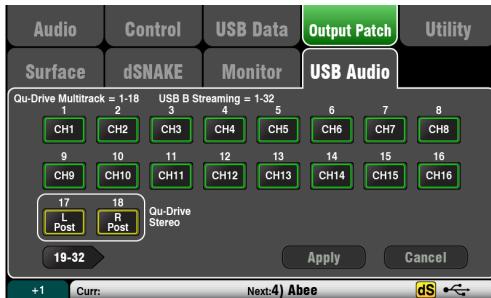 Audio Control USB Data Output Patch Utility
Surface dSNAKE Monitor USB Audio
Qu-Drive Multitrack = 1-18 USB B Streaming = 1-32
1 2 3 4 5 6 7 8
CH1 CH2 CH3 CH4 CH5 CH6 CH7 CH8
9 10 11 12 13 14 15 16
CH9 CH10 CH11 CH12 CH13 CH14 CH15 CH16
17 18
L Post R Post Qu-Drive Stereo
19-32 Apply Cancel
+1 Curr: Next:4) Abee dS